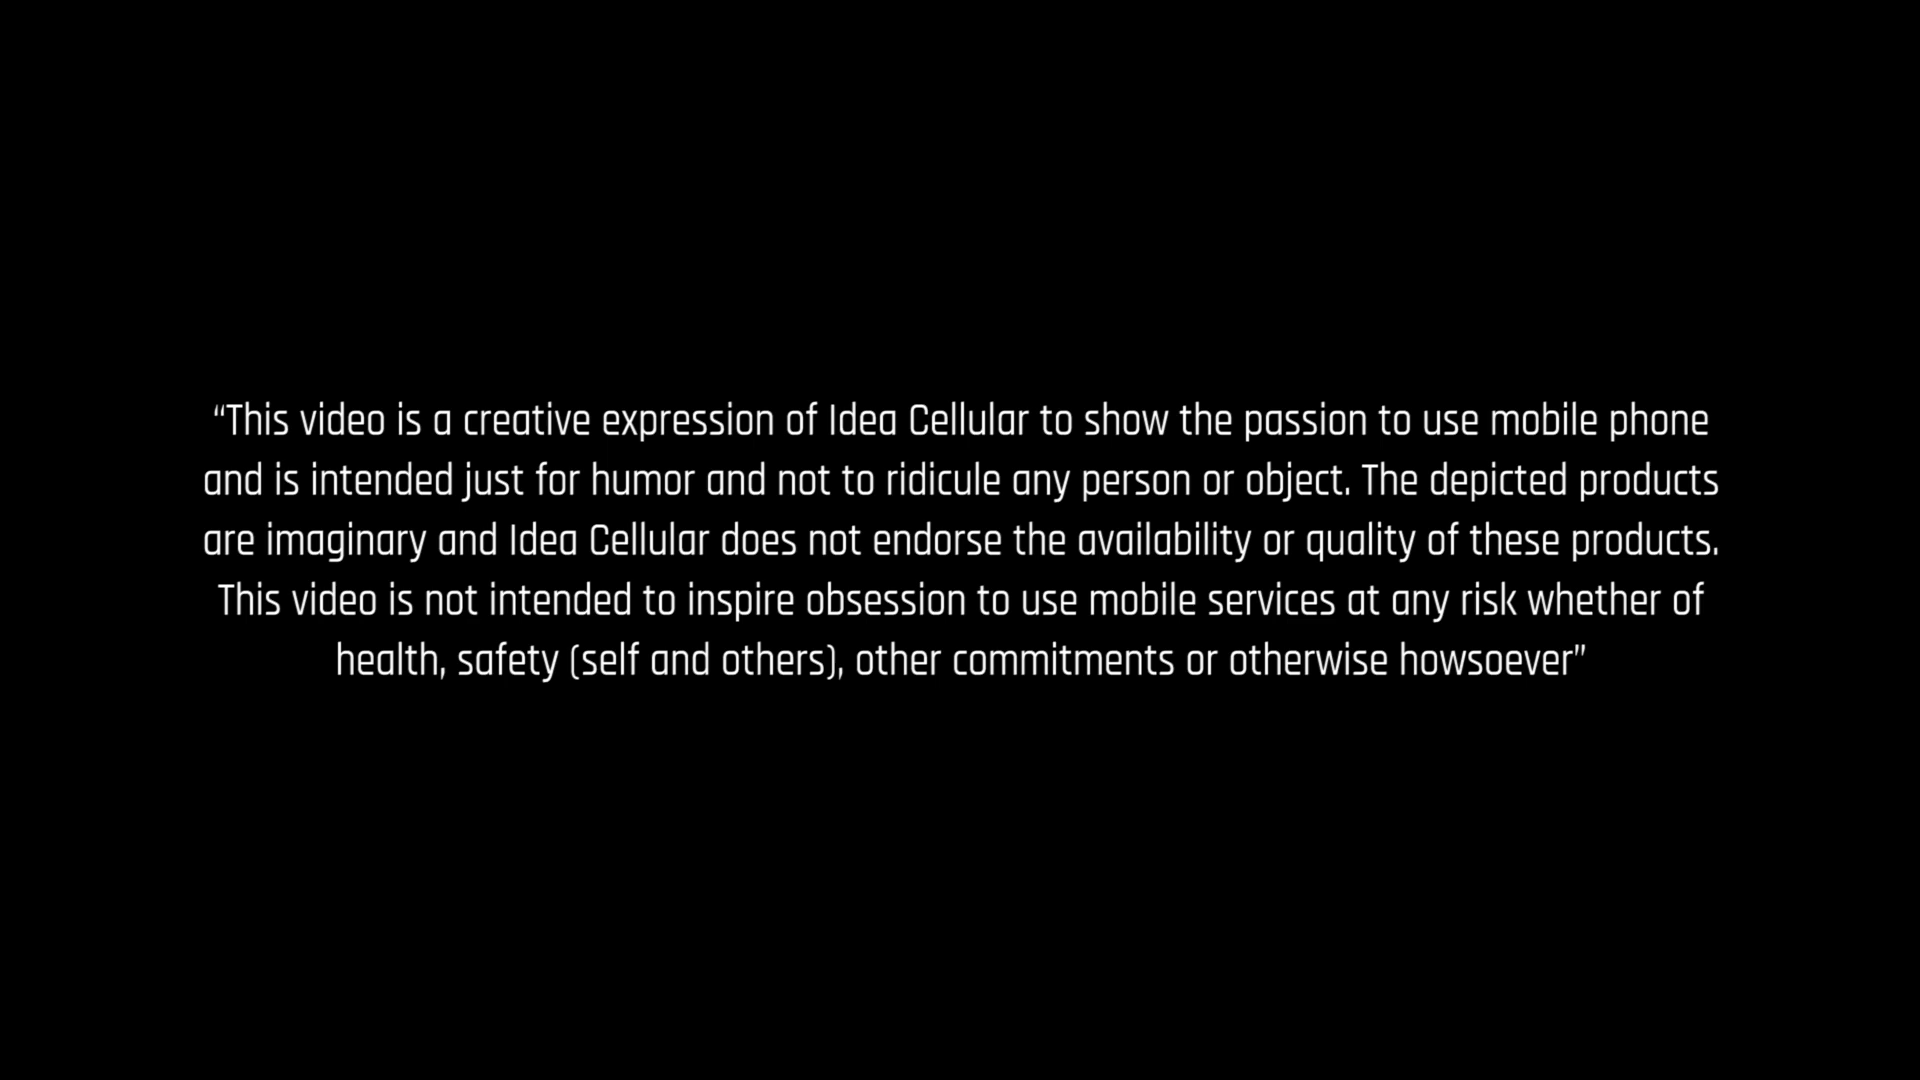 “This video is a creative expression of Idea Cellular to show the passion to use mobile phone
and is intended just for humor and not to ridicule any person or object. The depicted products
are imaginary and Idea Cellular does not endorse the availability or quality of these products.
This video is not intended to inspire obsession to use mobile services at any risk whether of
health, safety (self and others), other commitments or otherwise howsoever”